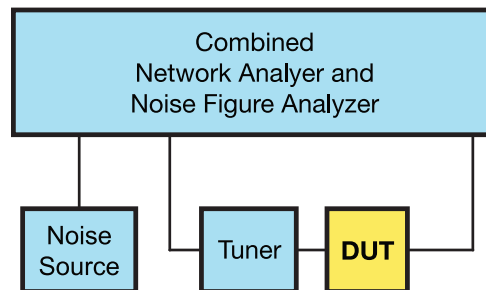 Combined
Network Analyer and
Noise Figure Analyzer
Noise
Source
Tuner
DUT